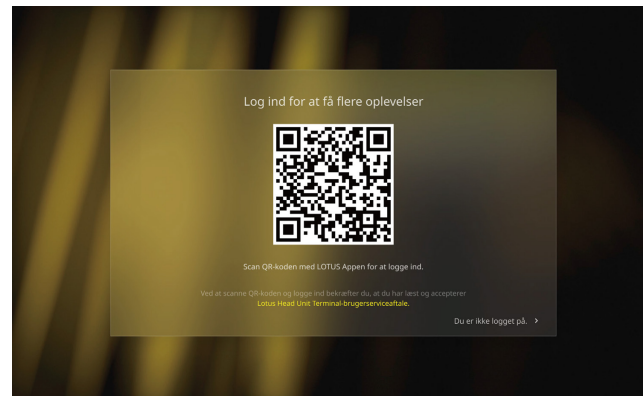 Log ind for at få flere oplevelser
Scan QR-koden med LOTUS Appen for at logge ind.
Ved at scanne QR-koden og logge ind bekræfter du, at du har læst og accepterer
Lotus Head Unit Terminal-brugerserviceaftale.
Du er ikke logget på.